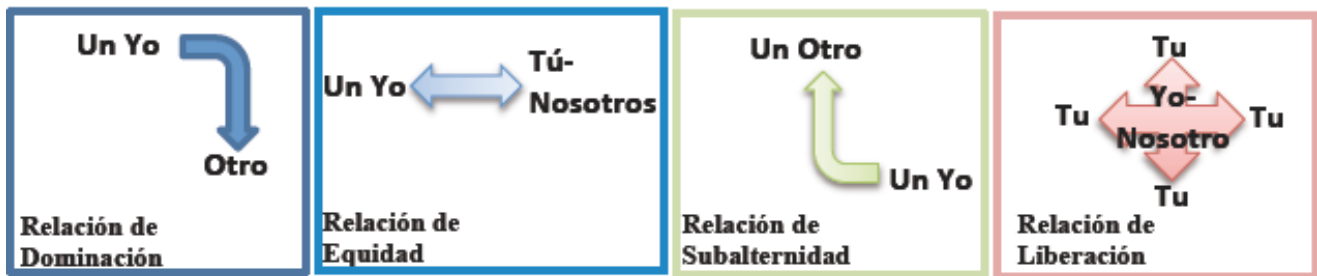 Un Yo
Otro
Relación de
Dominación
Un Yo
Tú-
Nosotros
Relación de
Equidad
Un Otro
Un Yo
Relación de
Subalternidad
Tu
Yo-
Tu
Tu
Nosotro
Tu
Relación de
Liberación